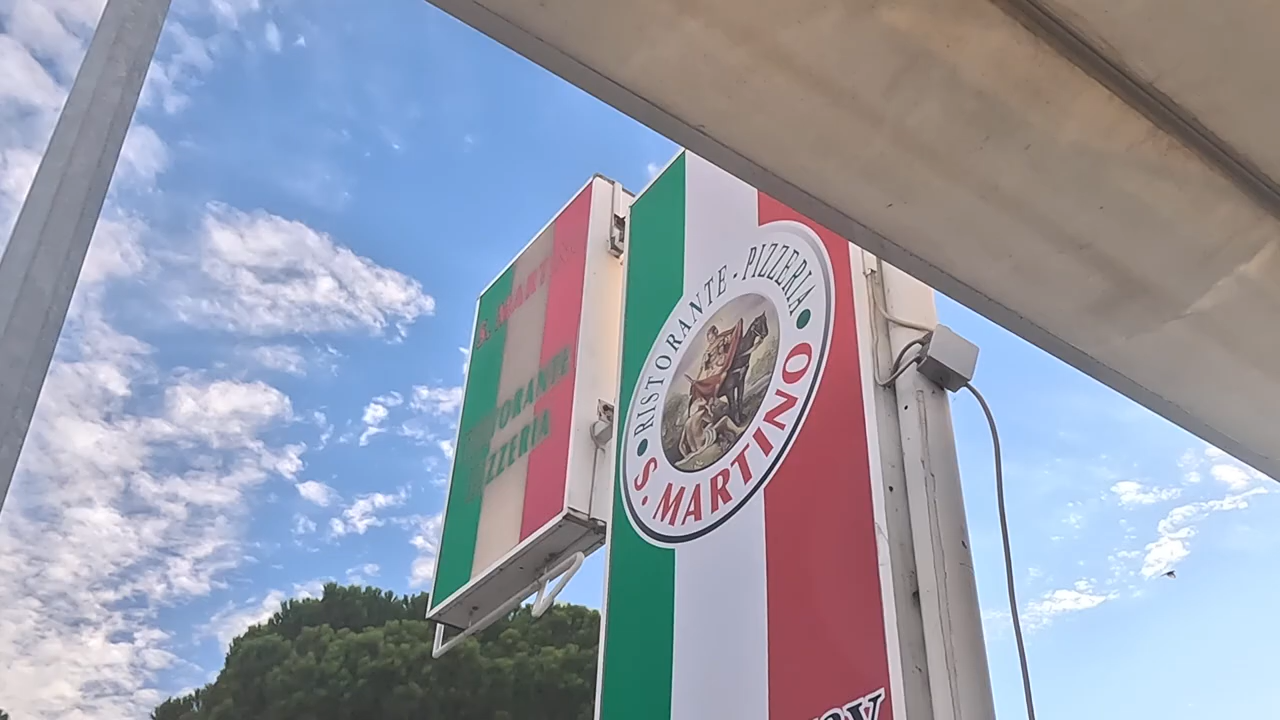 S. MARTINO
RISTORANTE
PIZZERIA
RISTORANTE - PIZZERIA
S. MARTINO